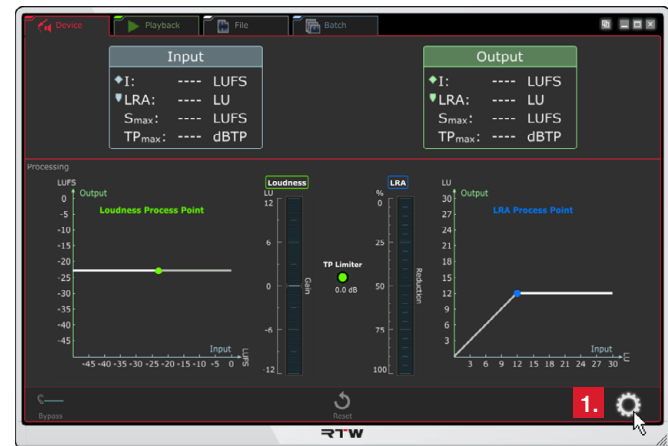 Device
Playback
File
Batch
Input
I: ---- LUFS
LRA: ---- LU
Smax: ---- LUFS
TPmax: ---- dBTP
Output
I: ---- LUFS
LRA: ---- LU
Smax: ---- LUFS
TPmax: ---- dBTP
Processing
LUFS
Output
Loudness Process Point
0
-5
-10
-15
-20
-25
-30
-35
-40
-45
Input
-45 -40 -35 -30 -25 -20 -15 -10 -5 0
LUFS
Loudness
LU
12
6
0
-6
-12
Gain
TP Limiter
0.0 dB
LRA
%
0
25
50
75
100
Reduction
LU
Output
LRA Process Point
30
27
24
21
18
15
12
9
6
3
Input
3 6 9 12 15 18 21 24 27 30
LU
Bypass
Reset
1.
RTW